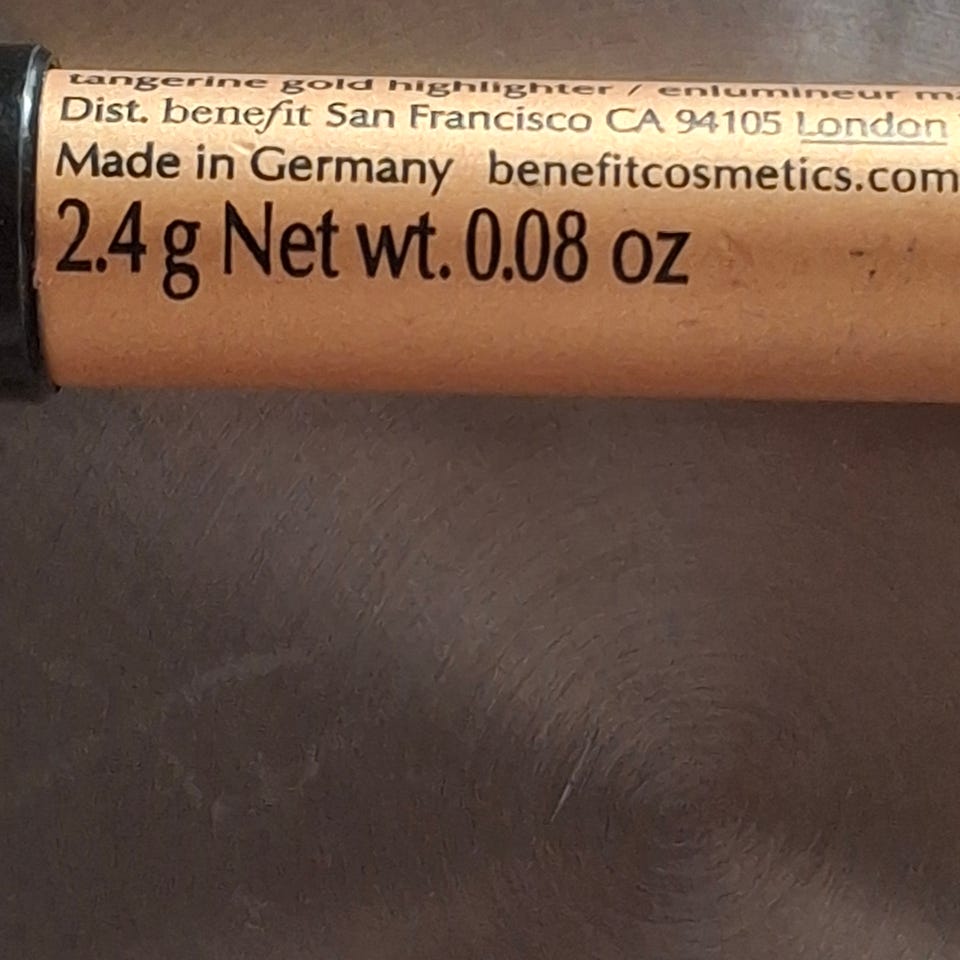 tangerine gold highlighter / enlumineur
Dist. benefit San Francisco CA 94105 London
Made in Germany benefitcosmetics.com
2.4 g Net wt. 0.08 oz